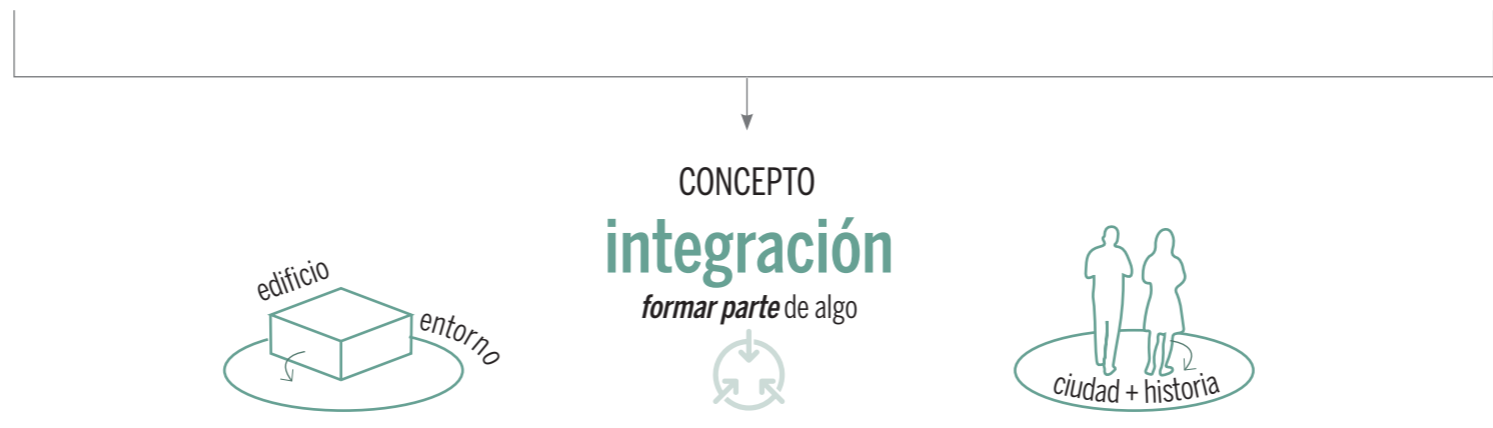 CONCEPTO
integración
formar parte de algo
edificio
entorno
ciudad + historia